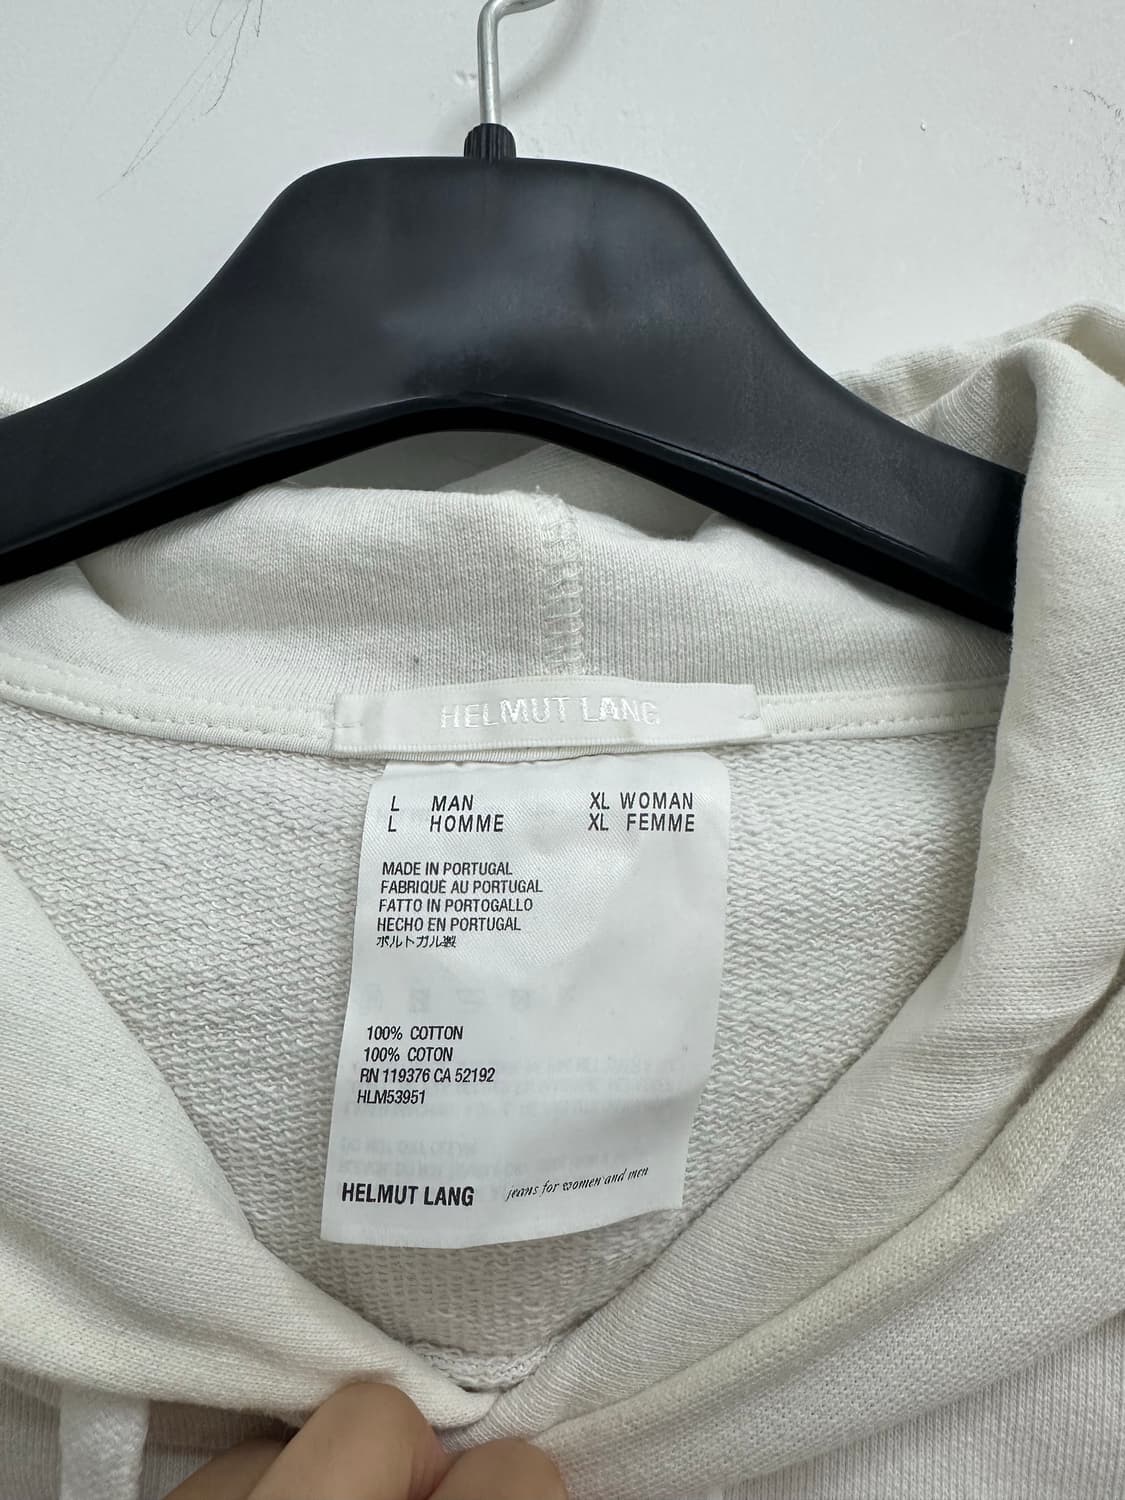 HELMUT LANG
L MAN XL WOMAN
L HOMME XL FEMME
MADE IN PORTUGAL
FABRIQUÉ AU PORTUGAL
FATTO IN PORTOGALLO
HECHO EN PORTUGAL
ポルトガル製
100% COTTON
100% COTON
RN 119376 CA 52192
HLM53951
HELMUT LANG jeans for women and men